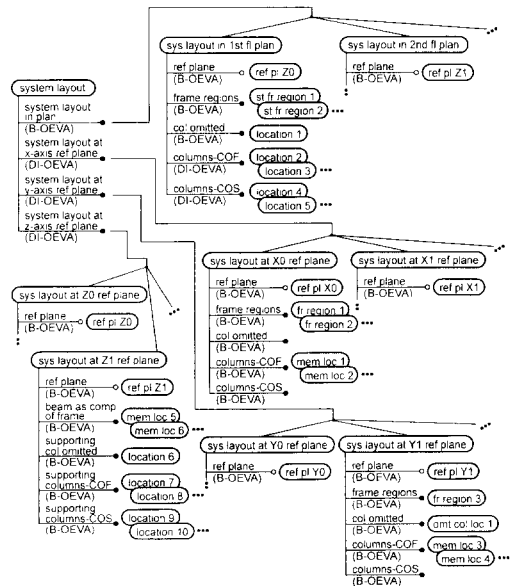 sys layout in 1st fl plan
ref plane
(B-OEVA)
ref pl Z0
frame regions
(B-OEVA)
st fr region 1
st fr region 2
col omitted
(B-OEVA)
location 1
columns-COF
(DI-OEVA)
location 2
location 3
columns-COS
(DI-OEVA)
location 4
location 5
sys layout in 2nd fl plan
ref plane
(B-OEVA)
ref pl Z1
system layout
system layout
in plan
(B-OEVA)
system layout at
x-axis ref plane
(DI-OEVA)
system layout at
y-axis ref plane
(DI-OEVA)
system layout at
z-axis ref plane
(DI-OEVA)
sys layout at X0 ref plane
ref plane
(B-OEVA)
ref pl X0
frame regions
(B-OEVA)
fr region 1
fr region 2
col omitted
(B-OEVA)
columns-COF
(B-OEVA)
mem loc 1
mem loc 2
columns-COS
(B-OEVA)
sys layout at X1 ref plane
ref plane
(B-OEVA)
ref pl X1
sys layout at Z0 ref plane
ref plane
(B-OEVA)
ref pl Z0
sys layout at Z1 ref plane
ref plane
(B-OEVA)
ref pl Z1
beam as comp
of frame
(B-OEVA)
mem loc 5
mem loc 6
supporting
col omitted
(B-OEVA)
location 6
supporting
columns-COF
(B-OEVA)
location 7
location 8
supporting
columns-COS
(B-OEVA)
location 9
location 10
sys layout at Y0 ref plane
ref plane
(B-OEVA)
ref pl Y0
sys layout at Y1 ref plane
ref plane
(B-OEVA)
ref pl Y1
frame regions
(B-OEVA)
fr region 3
col omitted
(B-OEVA)
omt col loc 1
columns-COF
(B-OEVA)
mem loc 3
mem loc 4
columns-COS
(B-OEVA)